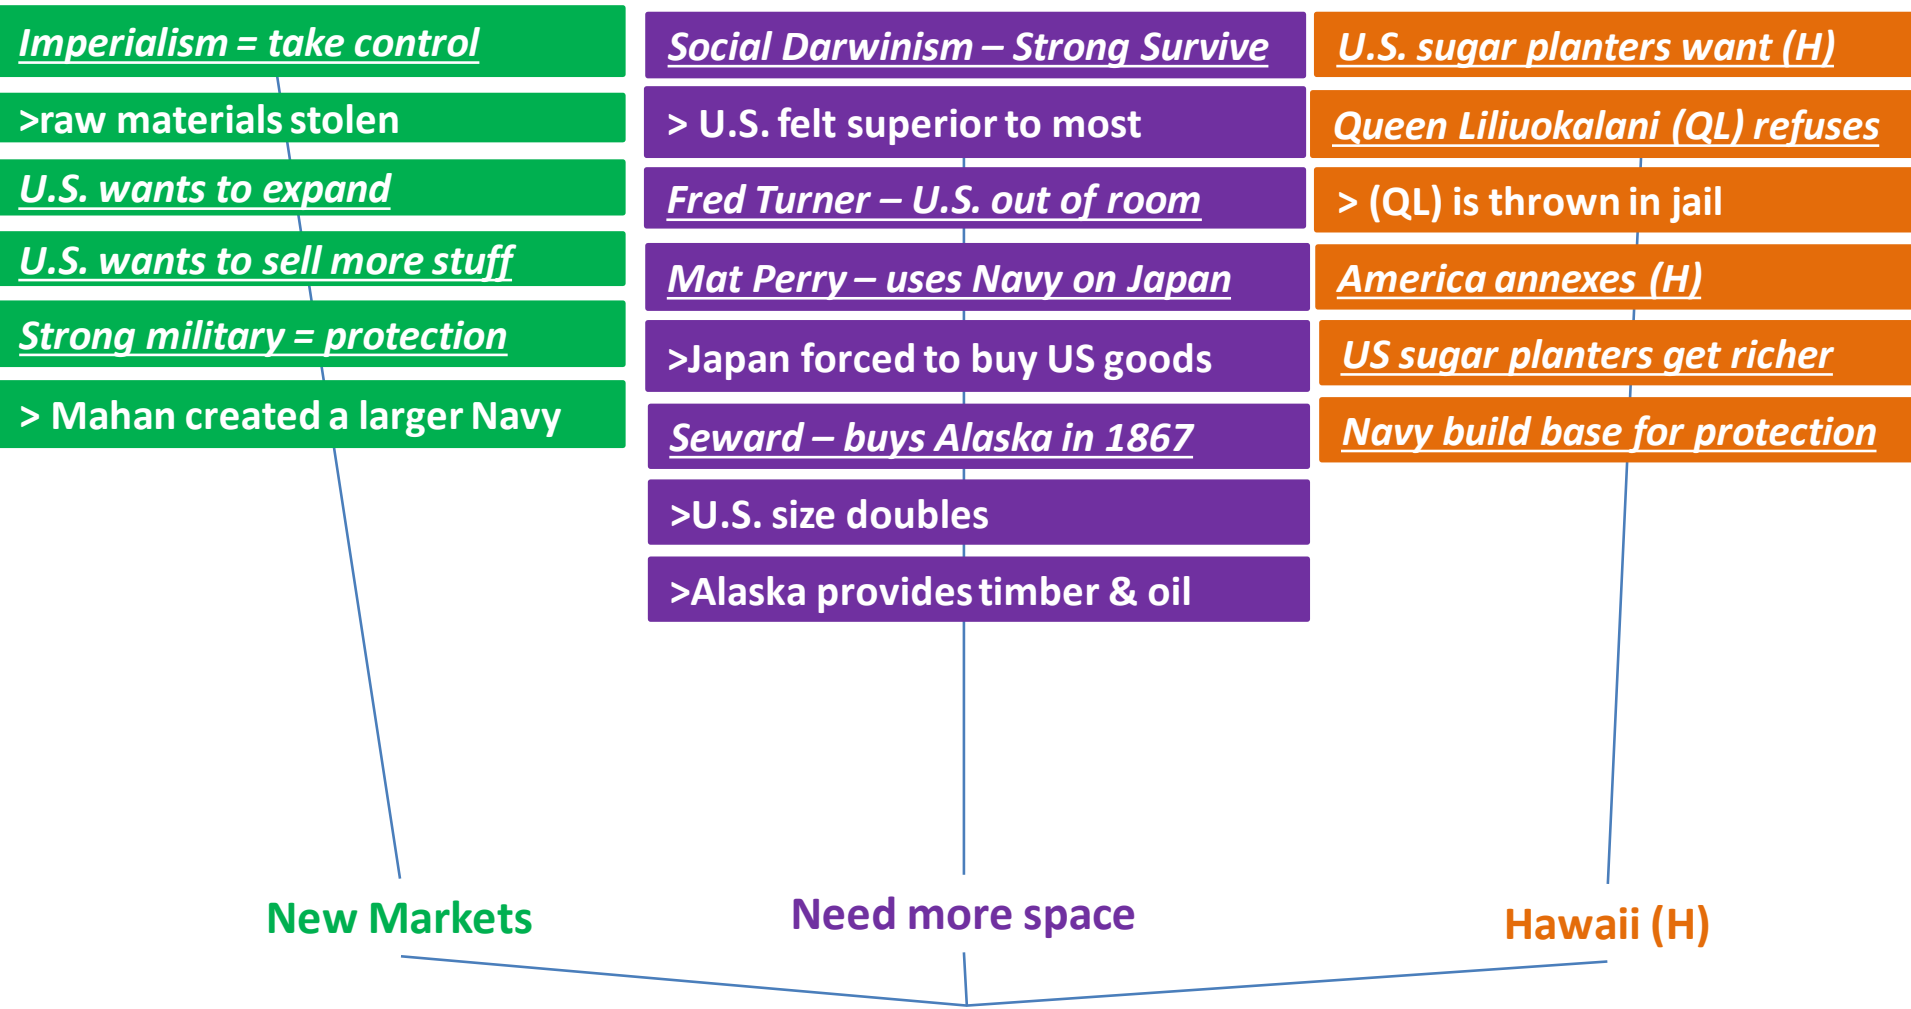 Imperialism = take control
>raw materials stolen
U.S. wants to expand
U.S. wants to sell more stuff
Strong military = protection
> Mahan created a larger Navy
New Markets
Social Darwinism – Strong Survive
> U.S. felt superior to most
Fred Turner – U.S. out of room
Mat Perry – uses Navy on Japan
>Japan forced to buy US goods
Seward – buys Alaska in 1867
>U.S. size doubles
>Alaska provides timber & oil
Need more space
U.S. sugar planters want (H)
Queen Liliuokalani (QL) refuses
> (QL) is thrown in jail
America annexes (H)
US sugar planters get richer
Navy build base for protection
Hawaii (H)